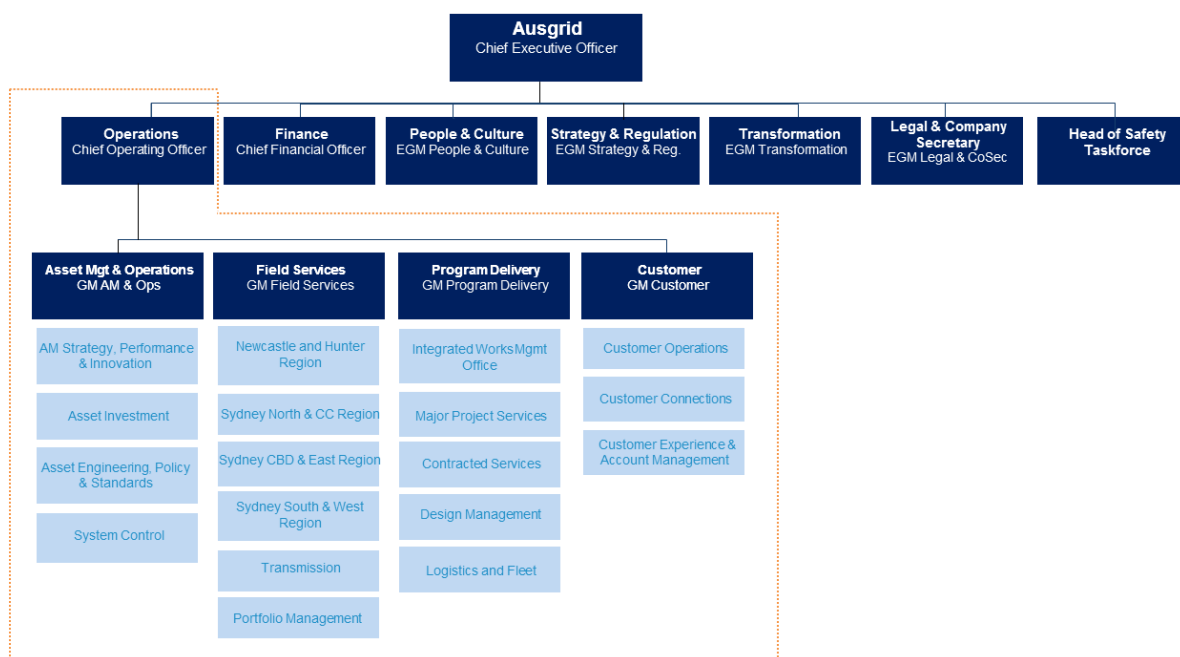 Ausgrid
Chief Executive Officer
Operations
Chief Operating Officer
Finance
Chief Financial Officer
People & Culture
EGM People & Culture
Strategy & Regulation
EGM Strategy & Reg.
Transformation
EGM Transformation
Legal & Company
Secretary
EGM Legal & CoSec
Head of Safety
Taskforce
Asset Mgt & Operations
GM AM & Ops
AM Strategy, Performance
& Innovation
Asset Investment
Asset Engineering, Policy
& Standards
System Control
Field Services
GM Field Services
Newcastle and Hunter
Region
Sydney North & CC Region
Sydney CBD & East Region
Sydney South & West
Region
Transmission
Portfolio Management
Program Delivery
GM Program Delivery
Integrated Works Mgmt
Office
Major Project Services
Contracted Services
Design Management
Logistics and Fleet
Customer
GM Customer
Customer Operations
Customer Connections
Customer Experience &
Account Management